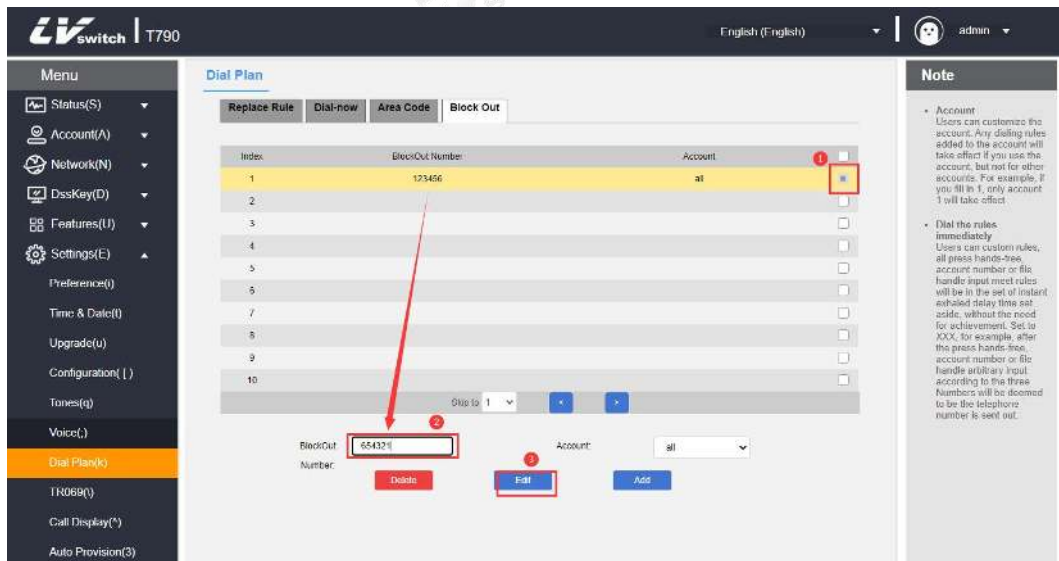 LVswitch | T790
English (English)
admin
Menu
Status(S)
Account(A)
Network(N)
DssKey(D)
Features(U)
Settings(E)
Preference(i)
Time & Date(t)
Upgrade(u)
Configuration( [ )
Tones(q)
Voice(;)
Dial Plan(k)
TR069(\)
Call Display(*)
Auto Provision(3)
Dial Plan
Replace Rule Dial-now Area Code Block Out
Index BlockOut Number Account
1
1 123456 all
2
3
4
5
6
7
8
9
10
Skip to 1 < >
2
BlockOut Number: 654321 Account: all
3
Delete Edit Add
Note
Account
Users can customize the
account. Any dialing rules
added to the account will
take effect if you use the
account, but not for other
accounts. For example, if
you fill in 1, only account
1 will take effect
Dial the rules
immediately
Users can custom rules,
all press hands-free,
account number or file
handle input meet rules
will be in the set of instant
exhaled delay time set
aside, without the need
for achievement. Set to
XXX, for example, after
the press hands-free,
account number or file
handle arbitrary input
according to the three
Numbers will be deemed
to be the telephone
number is sent out.